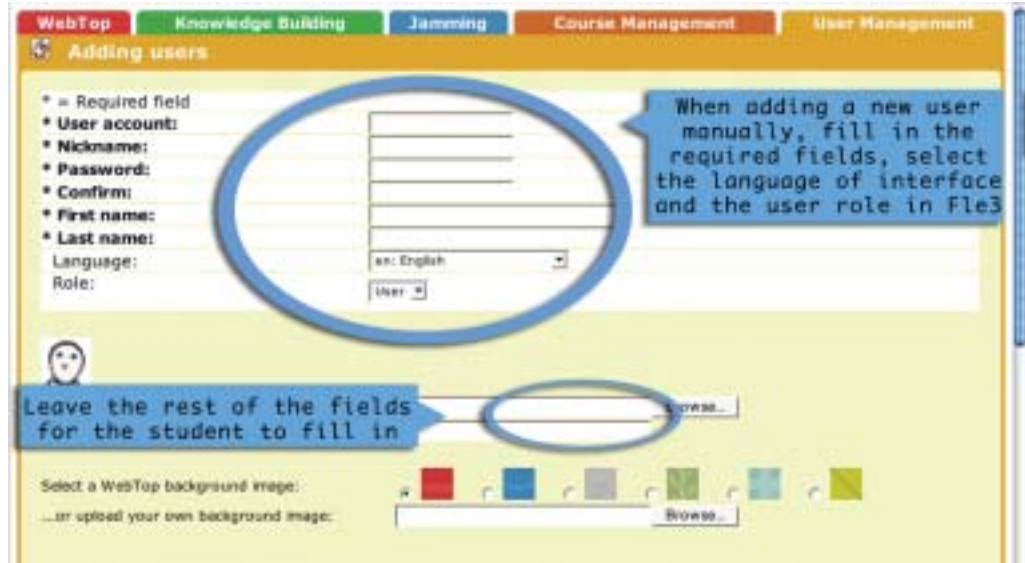 WebTop Knowledge Building Jamming Course Management User Management
Adding users
* = Required field
* User account:
* Nickname:
* Password:
* Confirm:
* First name:
* Last name:
Language: en: English
Role: User
When adding a new user
manually, fill in the
required fields, select
the language of interface
and the user role in Fle3
Leave the rest of the fields
for the student to fill in
Browse...
Select a WebTop background image:
...or upload your own background image: Browse...